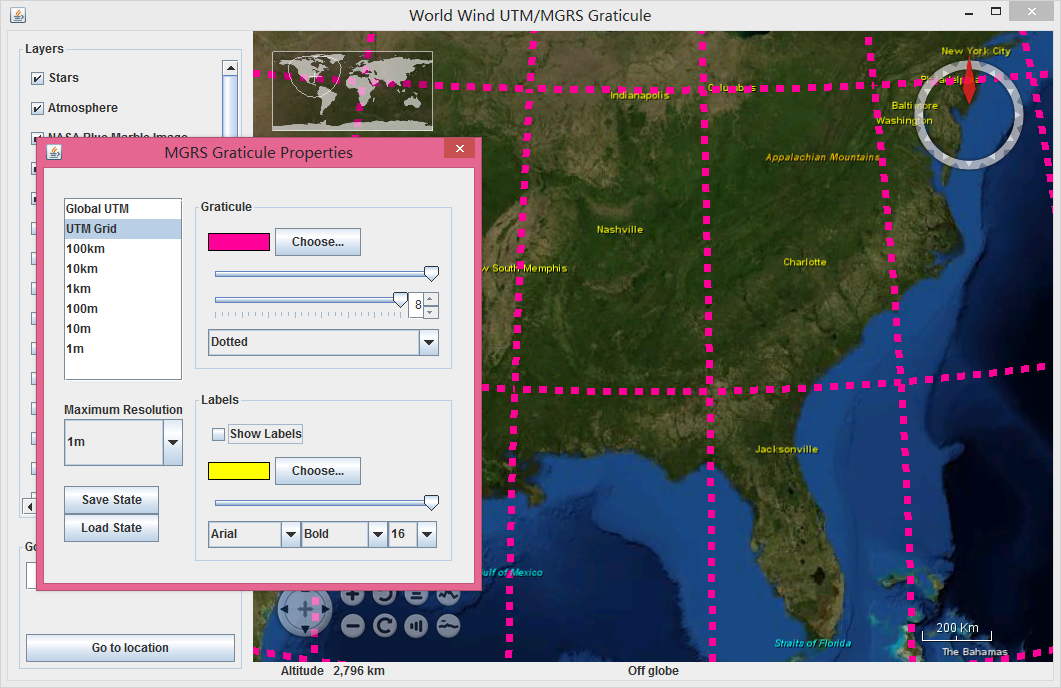 World Wind UTM/MGRS Graticule
Layers
Stars
Atmosphere
NASA Blue Marble Image
MGRS Graticule Properties
Global UTM
UTM Grid
100km
10km
1km
100m
10m
1m
Maximum Resolution
1m
Save State
Load State
Graticule
Choose...
8
Dotted
Labels
Show Labels
Choose...
Arial
Bold
16
Go
Go to location
New York City
Philadelphia
Indianapolis
Columbus
Baltimore
Washington
Appalachian Mountains
Nashville
w South Memphis
Charlotte
Jacksonville
Gulf of Mexico
Straits of Florida
200 Km
The Bahamas
Altitude 2,796 km
Off globe